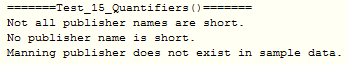 =======Test_15_Quantifiers()=======
Not all publisher names are short.
No publisher name is short.
Manning publisher does not exist in sample data.